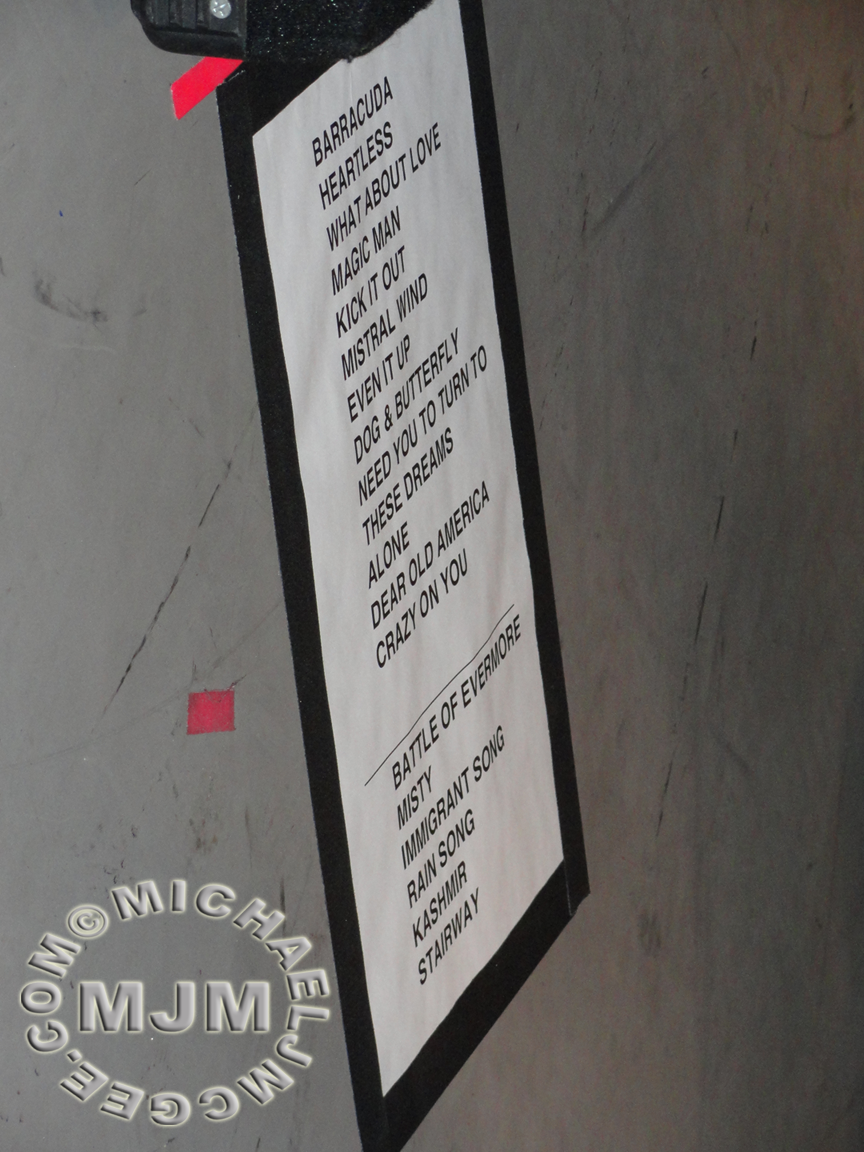 BARRACUDA
HEARTLESS
WHAT ABOUT LOVE
MAGIC MAN
KICK IT OUT
MISTRAL WIND
EVEN IT UP
DOG & BUTTERFLY
NEED YOU TO TURN TO
THESE DREAMS
ALONE
DEAR OLD AMERICA
CRAZY ON YOU
BATTLE OF EVERMORE
MISTY
IMMIGRANT SONG
RAIN SONG
KASHMIR
STAIRWAY
© MICHAELJMCGEE.COM
MJM